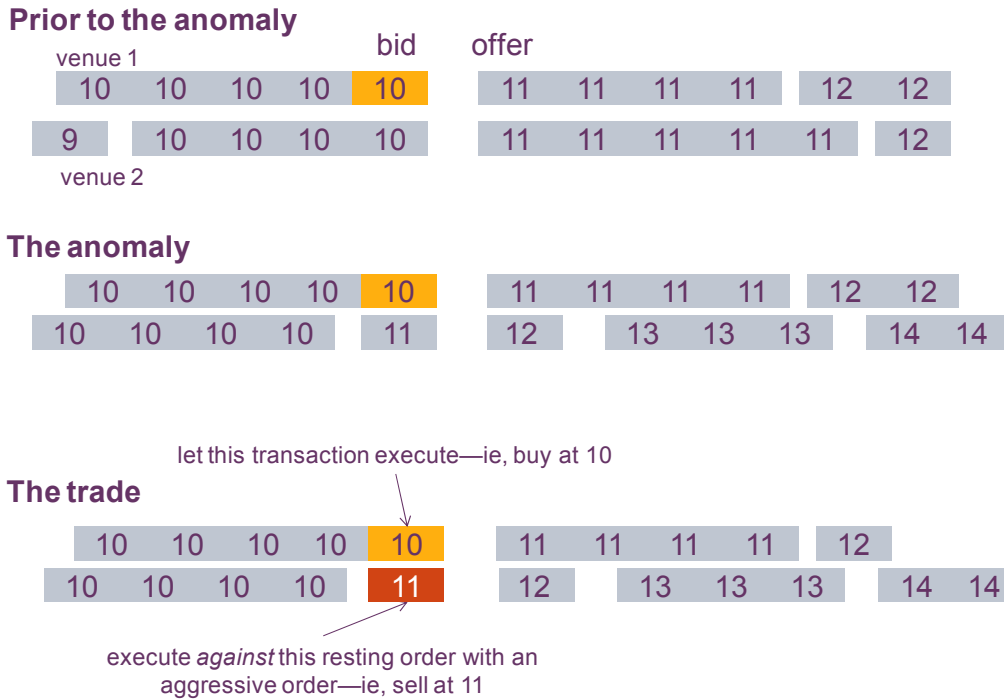 Prior to the anomaly
bid offer
venue 1
10 10 10 10 10 11 11 11 11 12 12
9 10 10 10 10 11 11 11 11 11 12
venue 2
The anomaly
10 10 10 10 10 11 11 11 11 12 12
10 10 10 10 11 12 13 13 13 14 14
let this transaction execute—ie, buy at 10
The trade
10 10 10 10 10 11 11 11 11 12
10 10 10 10 11 12 13 13 13 14 14
execute against this resting order with an
aggressive order—ie, sell at 11